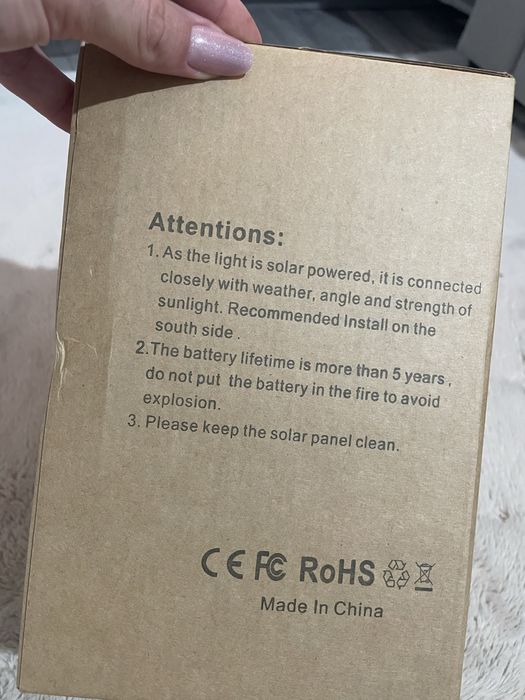 Attentions:
1. As the light is solar powered, it is connected
closely with weather, angle and strength of
sunlight. Recommended Install on the
south side .
2.The battery lifetime is more than 5 years ,
do not put the battery in the fire to avoid
explosion.
3. Please keep the solar panel clean.
CE FC RoHS
Made In China